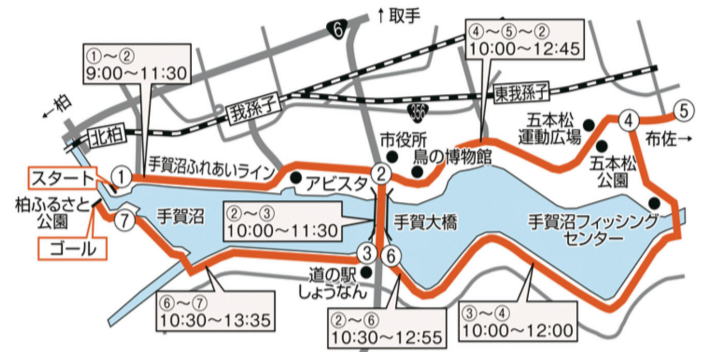 ↑取手
6
①～②
9:00～11:30
④～⑤～②
10:00～12:45
←柏
北柏
我孫子
356
東我孫子
五本松
運動広場
④
⑤
布佐→
市役所
鳥の博物館
五本松
公園
手賀沼ふれあいライン
スタート
①
アビスタ
②
柏ふるさと
公園
⑦
手賀沼
②～③
10:00～11:30
手賀大橋
手賀沼フィッシング
センター
ゴール
③
⑥
道の駅
しょうなん
⑥～⑦
10:30～13:35
②～⑥
10:30～12:55
③～④
10:00～12:00